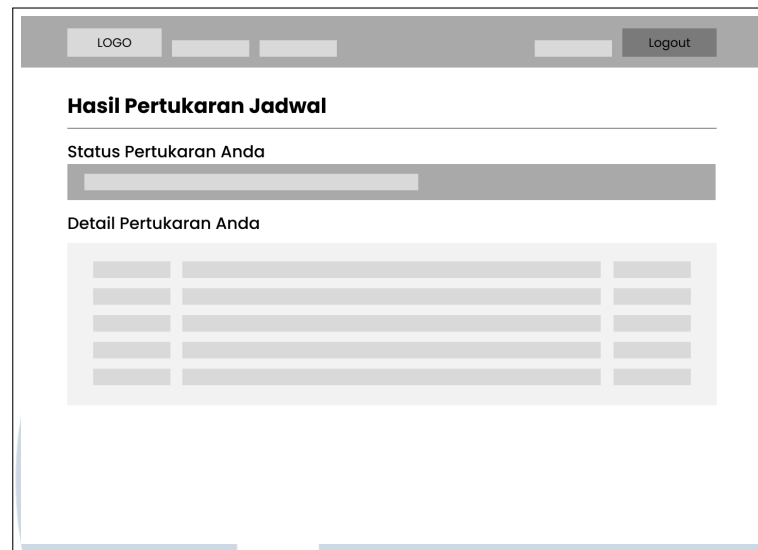 LOGO
Logout
Hasil Pertukaran Jadwal
Status Pertukaran Anda
Detail Pertukaran Anda